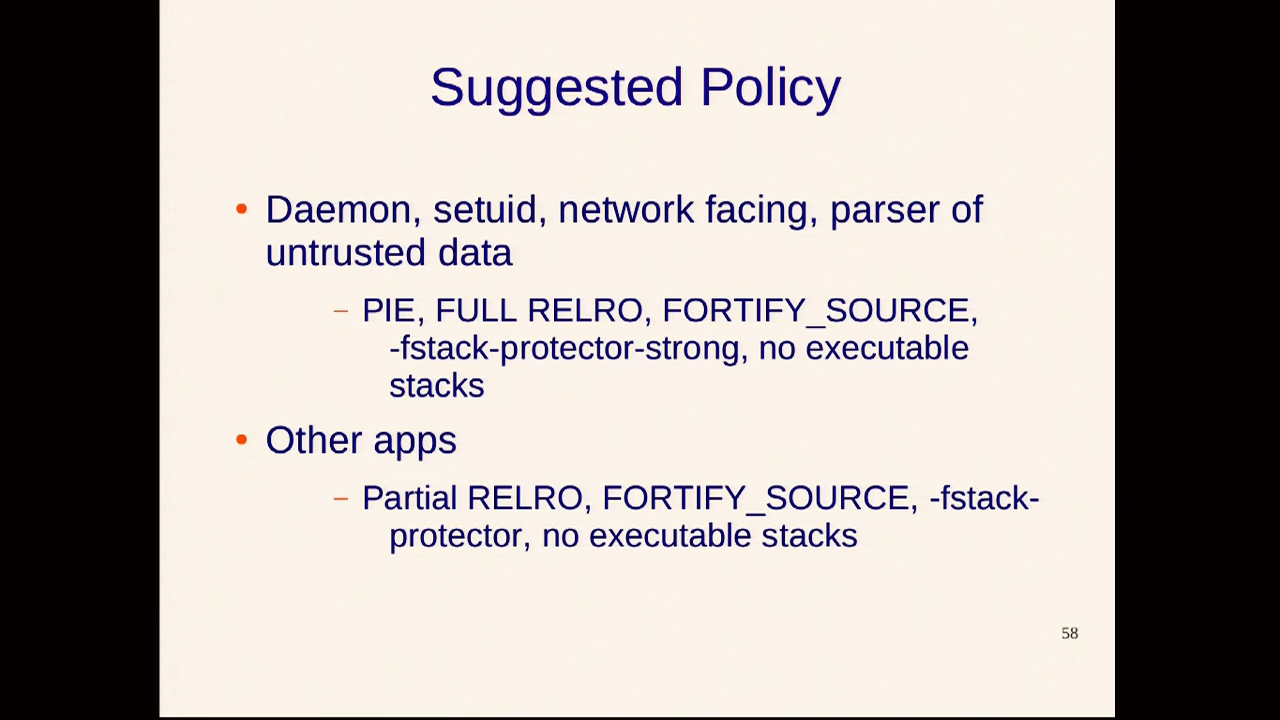 Suggested Policy
• Daemon, setuid, network facing, parser of
untrusted data
– PIE, FULL RELRO, FORTIFY_SOURCE,
-fstack-protector-strong, no executable
stacks
• Other apps
– Partial RELRO, FORTIFY_SOURCE, -fstack-
protector, no executable stacks
58